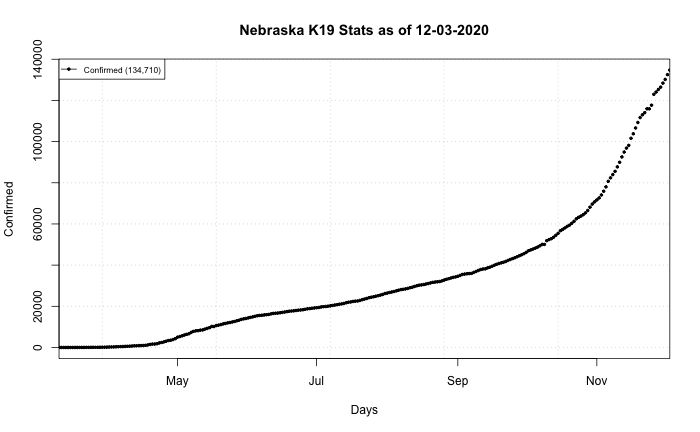 Nebraska K19 Stats as of 12-03-2020
Confirmed (134,710)
Confirmed
140000
100000
60000
20000
0
May
Jul
Sep
Nov
Days